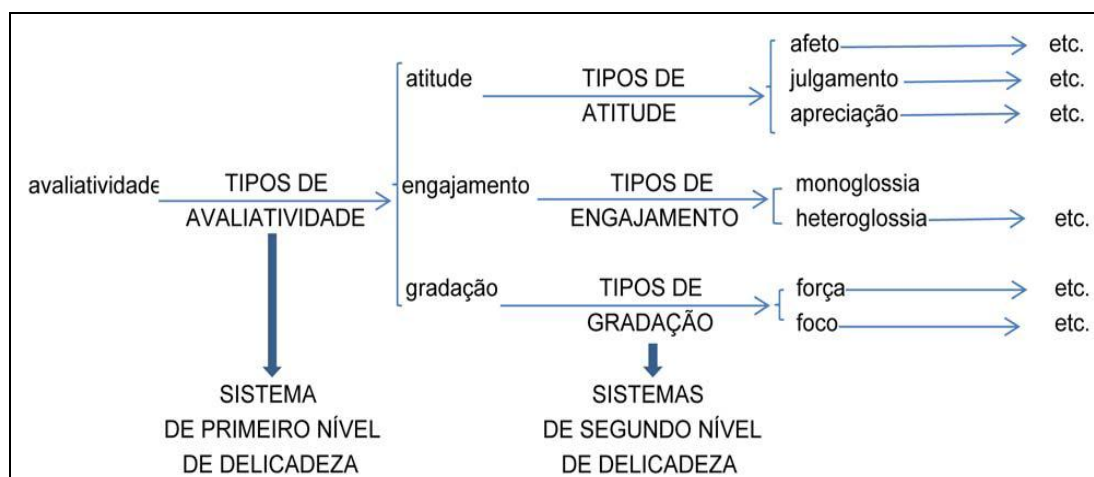 afeto etc.
atitude TIPOS DE julgamento etc.
ATITUDE apreciação etc.
avaliatividade TIPOS DE engajamento TIPOS DE monoglossia
AVALIATIVIDADE ENGAJAMENTO heteroglossia etc.
gradação TIPOS DE força etc.
GRADAÇÃO foco etc.
SISTEMA SISTEMAS
DE PRIMEIRO NÍVEL DE SEGUNDO NÍVEL
DE DELICADEZA DE DELICADEZA